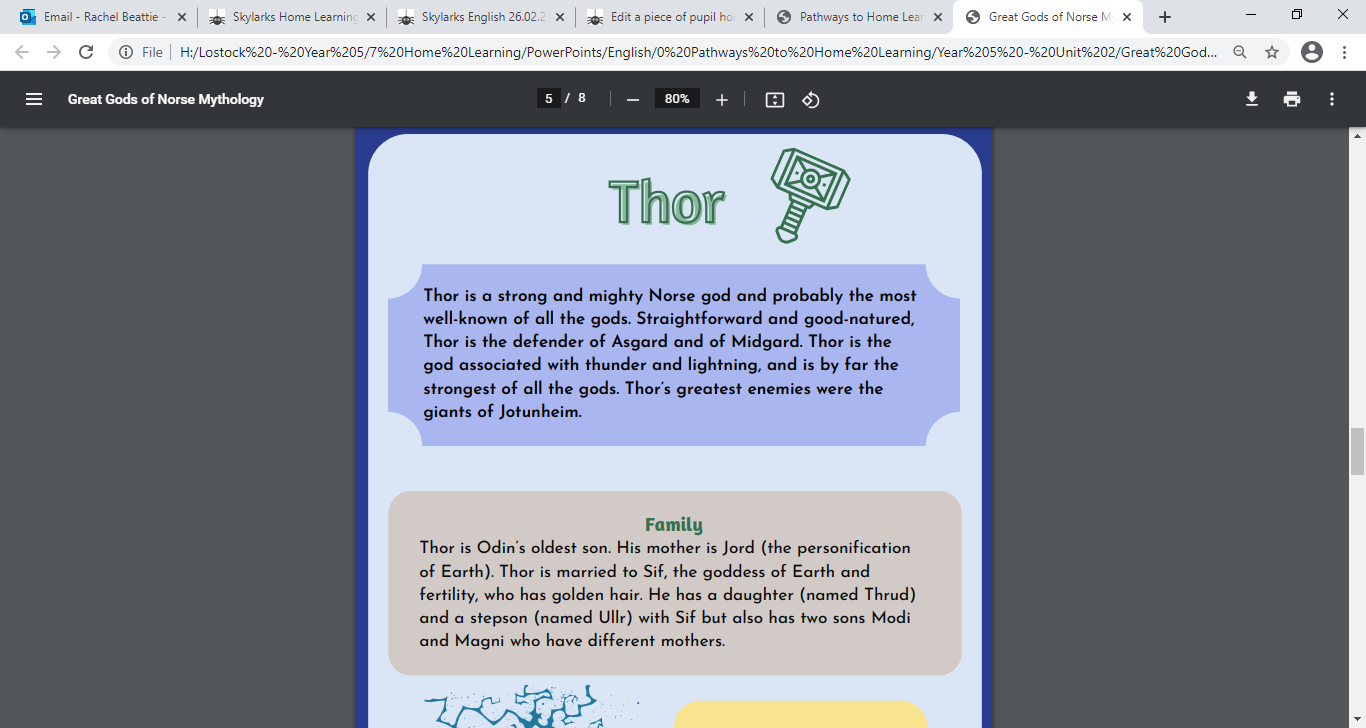 Email - Rachel Beattie -
Skylarks Home Learning
Skylarks English 26.02.2
Edit a piece of pupil ho
Pathways to Home Lear
Great Gods of Norse M
File
H:/Lostock%20-%20Year%205/7%20Home%20Learning/PowerPoints/English/0%20Pathways%20to%20Home%20Learning/Year%205%20-%20Unit%202/Great%20God...
Great Gods of Norse Mythology
5 / 8
80%
Thor
Thor is a strong and mighty Norse god and probably the most
well-known of all the gods. Straightforward and good-natured,
Thor is the defender of Asgard and of Midgard. Thor is the
god associated with thunder and lightning, and is by far the
strongest of all the gods. Thor's greatest enemies were the
giants of Jotunheim.
Family
Thor is Odin's oldest son. His mother is Jord (the personification
of Earth). Thor is married to Sif, the goddess of Earth and
fertility, who has golden hair. He has a daughter (named Thrud)
and a stepson (named Ullr) with Sif but also has two sons Modi
and Magni who have different mothers.